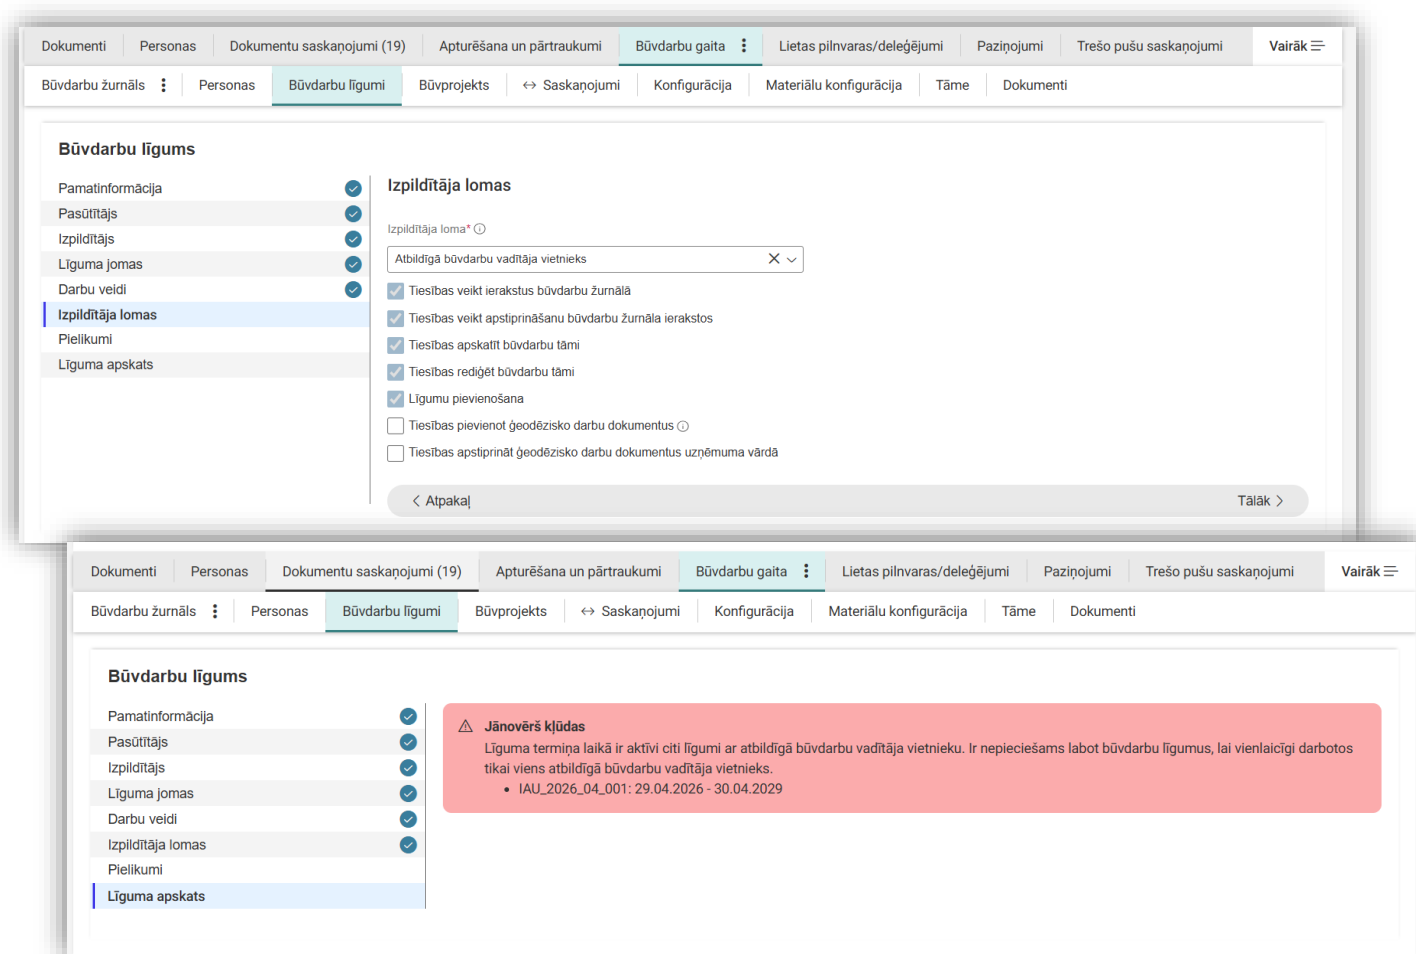 Dokumenti Personas Dokumentu saskaņojumi (19) Apturēšana un pārtraukumi Būvdarbu gaita Lietas pilnvaras/deleģējumi Paziņojumi Trešo pušu saskaņojumi Vairāk
Būvdarbu žurnāls Personas Būvdarbu līgumi Būvprojekts Saskaņojumi Konfigurācija Materiālu konfigurācija Tāme Dokumenti
Būvdarbu līgums
Pamatinformācija
Pasūtītājs
Izpildītājs
Līguma jomas
Darbu veidi
Izpildītāja lomas
Pielikumi
Līguma apskats
Izpildītāja lomas
Izpildītāja loma*
Atbildīgā būvdarbu vadītāja vietnieks
Tiesības veikt ierakstus būvdarbu žurnālā
Tiesības veikt apstiprināšanu būvdarbu žurnāla ierakstos
Tiesības apskatīt būvdarbu tāmi
Tiesības rediģēt būvdarbu tāmi
Līgumu pievienošana
Tiesības pievienot ģeodēzisko darbu dokumentus
Tiesības apstiprināt ģeodēzisko darbu dokumentus uzņēmuma vārdā
Atpakaļ Tālāk
Dokumenti Personas Dokumentu saskaņojumi (19) Apturēšana un pārtraukumi Būvdarbu gaita Lietas pilnvaras/deleģējumi Paziņojumi Trešo pušu saskaņojumi Vairāk
Būvdarbu žurnāls Personas Būvdarbu līgumi Būvprojekts Saskaņojumi Konfigurācija Materiālu konfigurācija Tāme Dokumenti
Būvdarbu līgums
Pamatinformācija
Pasūtītājs
Izpildītājs
Līguma jomas
Darbu veidi
Izpildītāja lomas
Pielikumi
Līguma apskats
Jānovērš kļūdas
Līguma termiņa laikā ir aktīvi citi līgumi ar atbildīgā būvdarbu vadītāja vietnieku. Ir nepieciešams labot būvdarbu līgumus, lai vienlaicīgi darbotos
tikai viens atbildīgā būvdarbu vadītāja vietnieks.
• IAU_2026_04_001: 29.04.2026 - 30.04.2029